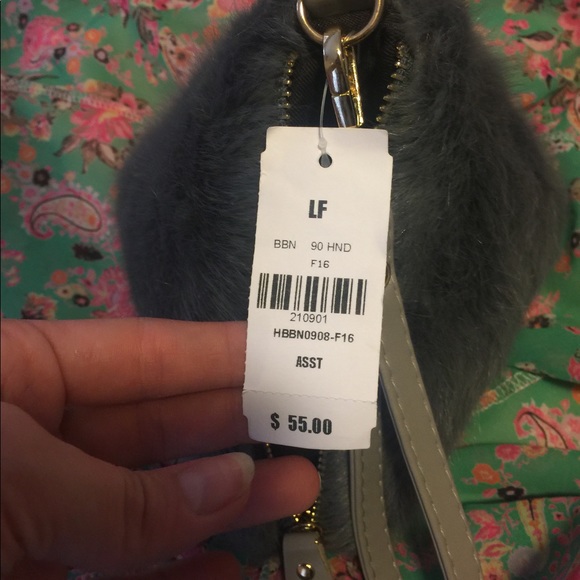 LF
BBN 90 HND
F16
210901
HBBN0908-F16
ASST
$ 55.00